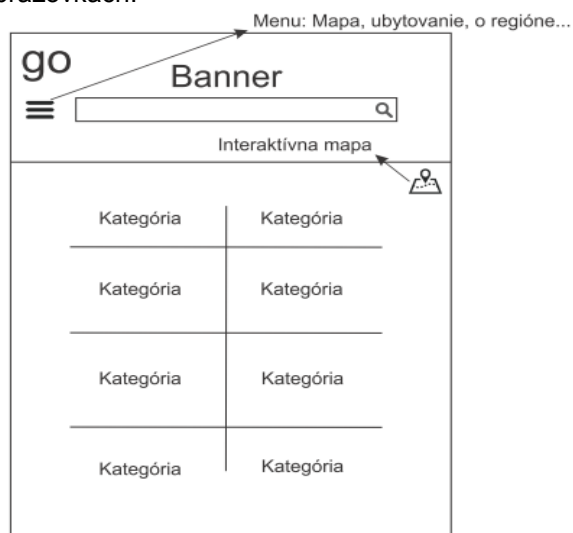 Menu: Mapa, ubytovanie, o regióne...
go
Banner
Interaktívna mapa
Kategória Kategória
Kategória Kategória
Kategória Kategória
Kategória Kategória